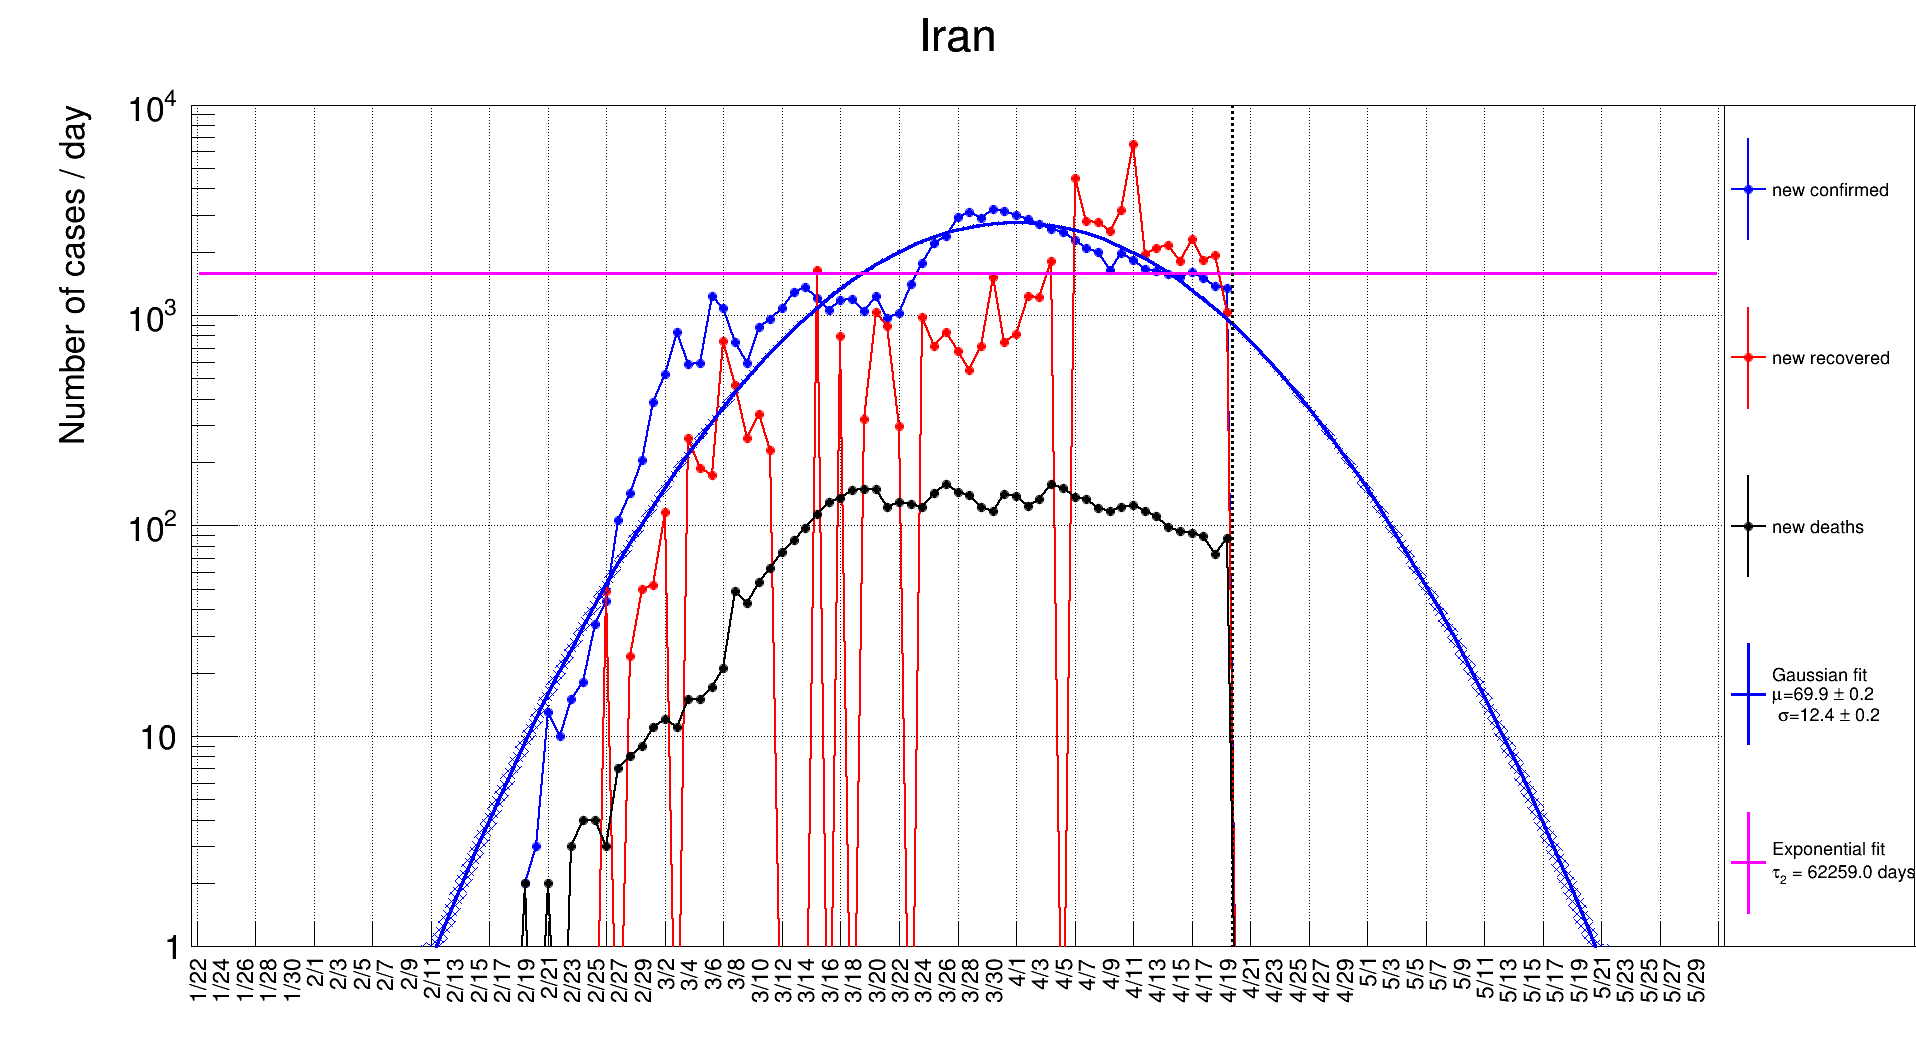 Iran
Number of cases / day
10^4
10^3
10^2
10
1
1/22 1/24 1/26 1/28 1/30 2/1 2/3 2/5 2/7 2/9 2/11 2/13 2/15 2/17 2/19 2/21 2/23 2/25 2/27 2/29 3/2 3/4 3/6 3/8 3/10 3/12 3/14 3/16 3/18 3/20 3/22 3/24 3/26 3/28 3/30 4/1 4/3 4/5 4/7 4/9 4/11 4/13 4/15 4/17 4/19 4/21 4/23 4/25 4/27 4/29 5/1 5/3 5/5 5/7 5/9 5/11 5/13 5/15 5/17 5/19 5/21 5/23 5/25 5/27 5/29
new confirmed
new recovered
new deaths
Gaussian fit
μ=69.9 ± 0.2
σ=12.4 ± 0.2
Exponential fit
τ₂ = 62259.0 days